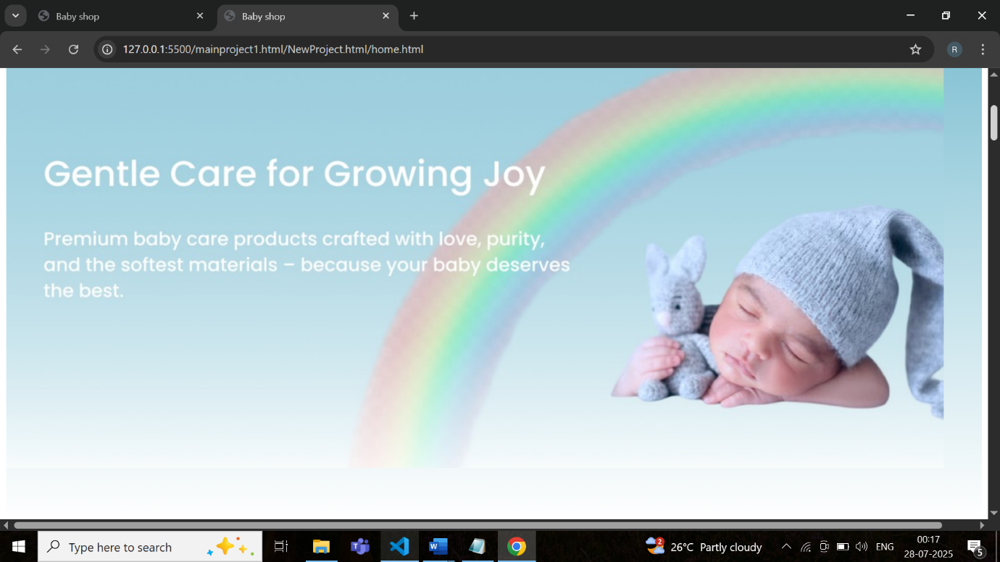 Baby shop
Baby shop
127.0.0.1:5500/mainproject1.html/NewProject.html/home.html
R
Gentle Care for Growing Joy
Premium baby care products crafted with love, purity,
and the softest materials – because your baby deserves
the best.
Type here to search
2
26°C Partly cloudy
ENG
00:17
28-07-2025
5